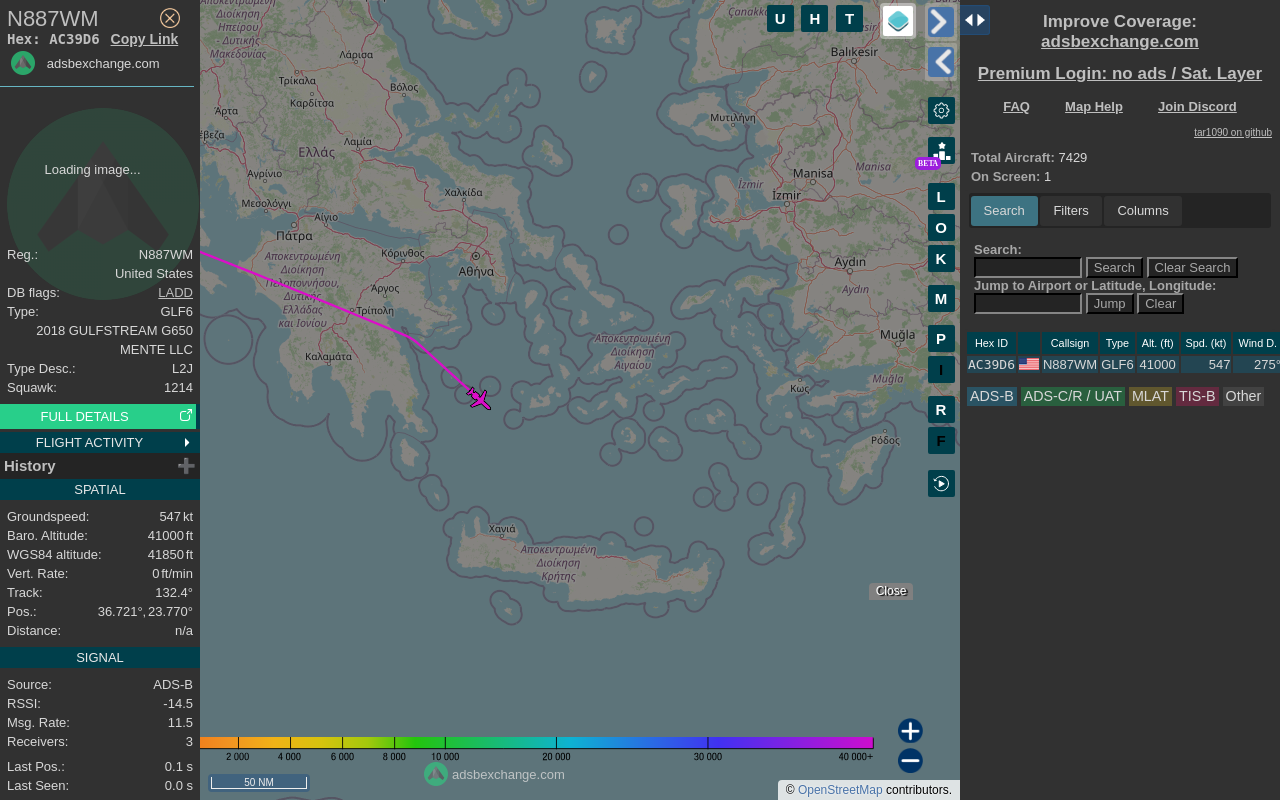 N887WM
Hex: AC39D6 Copy Link
adsbexchange.com
Loading image...
Reg.: N887WM
United States
DB flags: LADD
Type: GLF6
2018 GULFSTREAM G650
MENTE LLC
Type Desc.: L2J
Squawk: 1214
FULL DETAILS
FLIGHT ACTIVITY
History
SPATIAL
Groundspeed: 547 kt
Baro. Altitude: 41000 ft
WGS84 altitude: 41850 ft
Vert. Rate: 0 ft/min
Track: 132.4°
Pos.: 36.721°, 23.770°
Distance: n/a
SIGNAL
Source: ADS-B
RSSI: -14.5
Msg. Rate: 11.5
Receivers: 3
Last Pos.: 0.1 s
Last Seen: 0.0 s
Διοίκηση
Ηπείρου
- Δυτικής
Μακεδονίας
Λάρισα
Τρίκαλα
Βόλος
Καρδίτσα
Άρτα
Λαμία
Ελλάς
Αγρίνιο
Μεσολόγγι
Χαλκίδα
Αίγιο
Πάτρα
Αποκεντρωμένη
Διοίκηση
Πελοποννήσου,
Δυτικής
Ελλάδας
και Ιονίου
Κόρινθος
Αθήνα
Άργος
Τρίπολη
Καλαμάτα
Αποκεντρωμένη
Διοίκηση
Αιγαίου
Χανιά
Αποκεντρωμένη
Διοίκηση
Κρήτης
Balıkesir
Μυτιλήνη
Manisa
Manisa
İzmir
İzmir
Aydın
Aydın
Muğla
Muğla
Κως
Ρόδος
U H T
BETA
L
O
K
M
P
I
R
F
Close
2 000 4 000 6 000 8 000 10 000 20 000 30 000 40 000+
50 NM
adsbexchange.com
© OpenStreetMap contributors.
Improve Coverage:
adsbexchange.com
Premium Login: no ads / Sat. Layer
FAQ Map Help Join Discord
tar1090 on github
Total Aircraft: 7429
On Screen: 1
Search Filters Columns
Search:
Search Clear Search
Jump to Airport or Latitude, Longitude:
Jump Clear
Hex ID Callsign Type Alt. (ft) Spd. (kt) Wind D.
AC39D6 N887WM GLF6 41000 547 275°
ADS-B ADS-C/R / UAT MLAT TIS-B Other